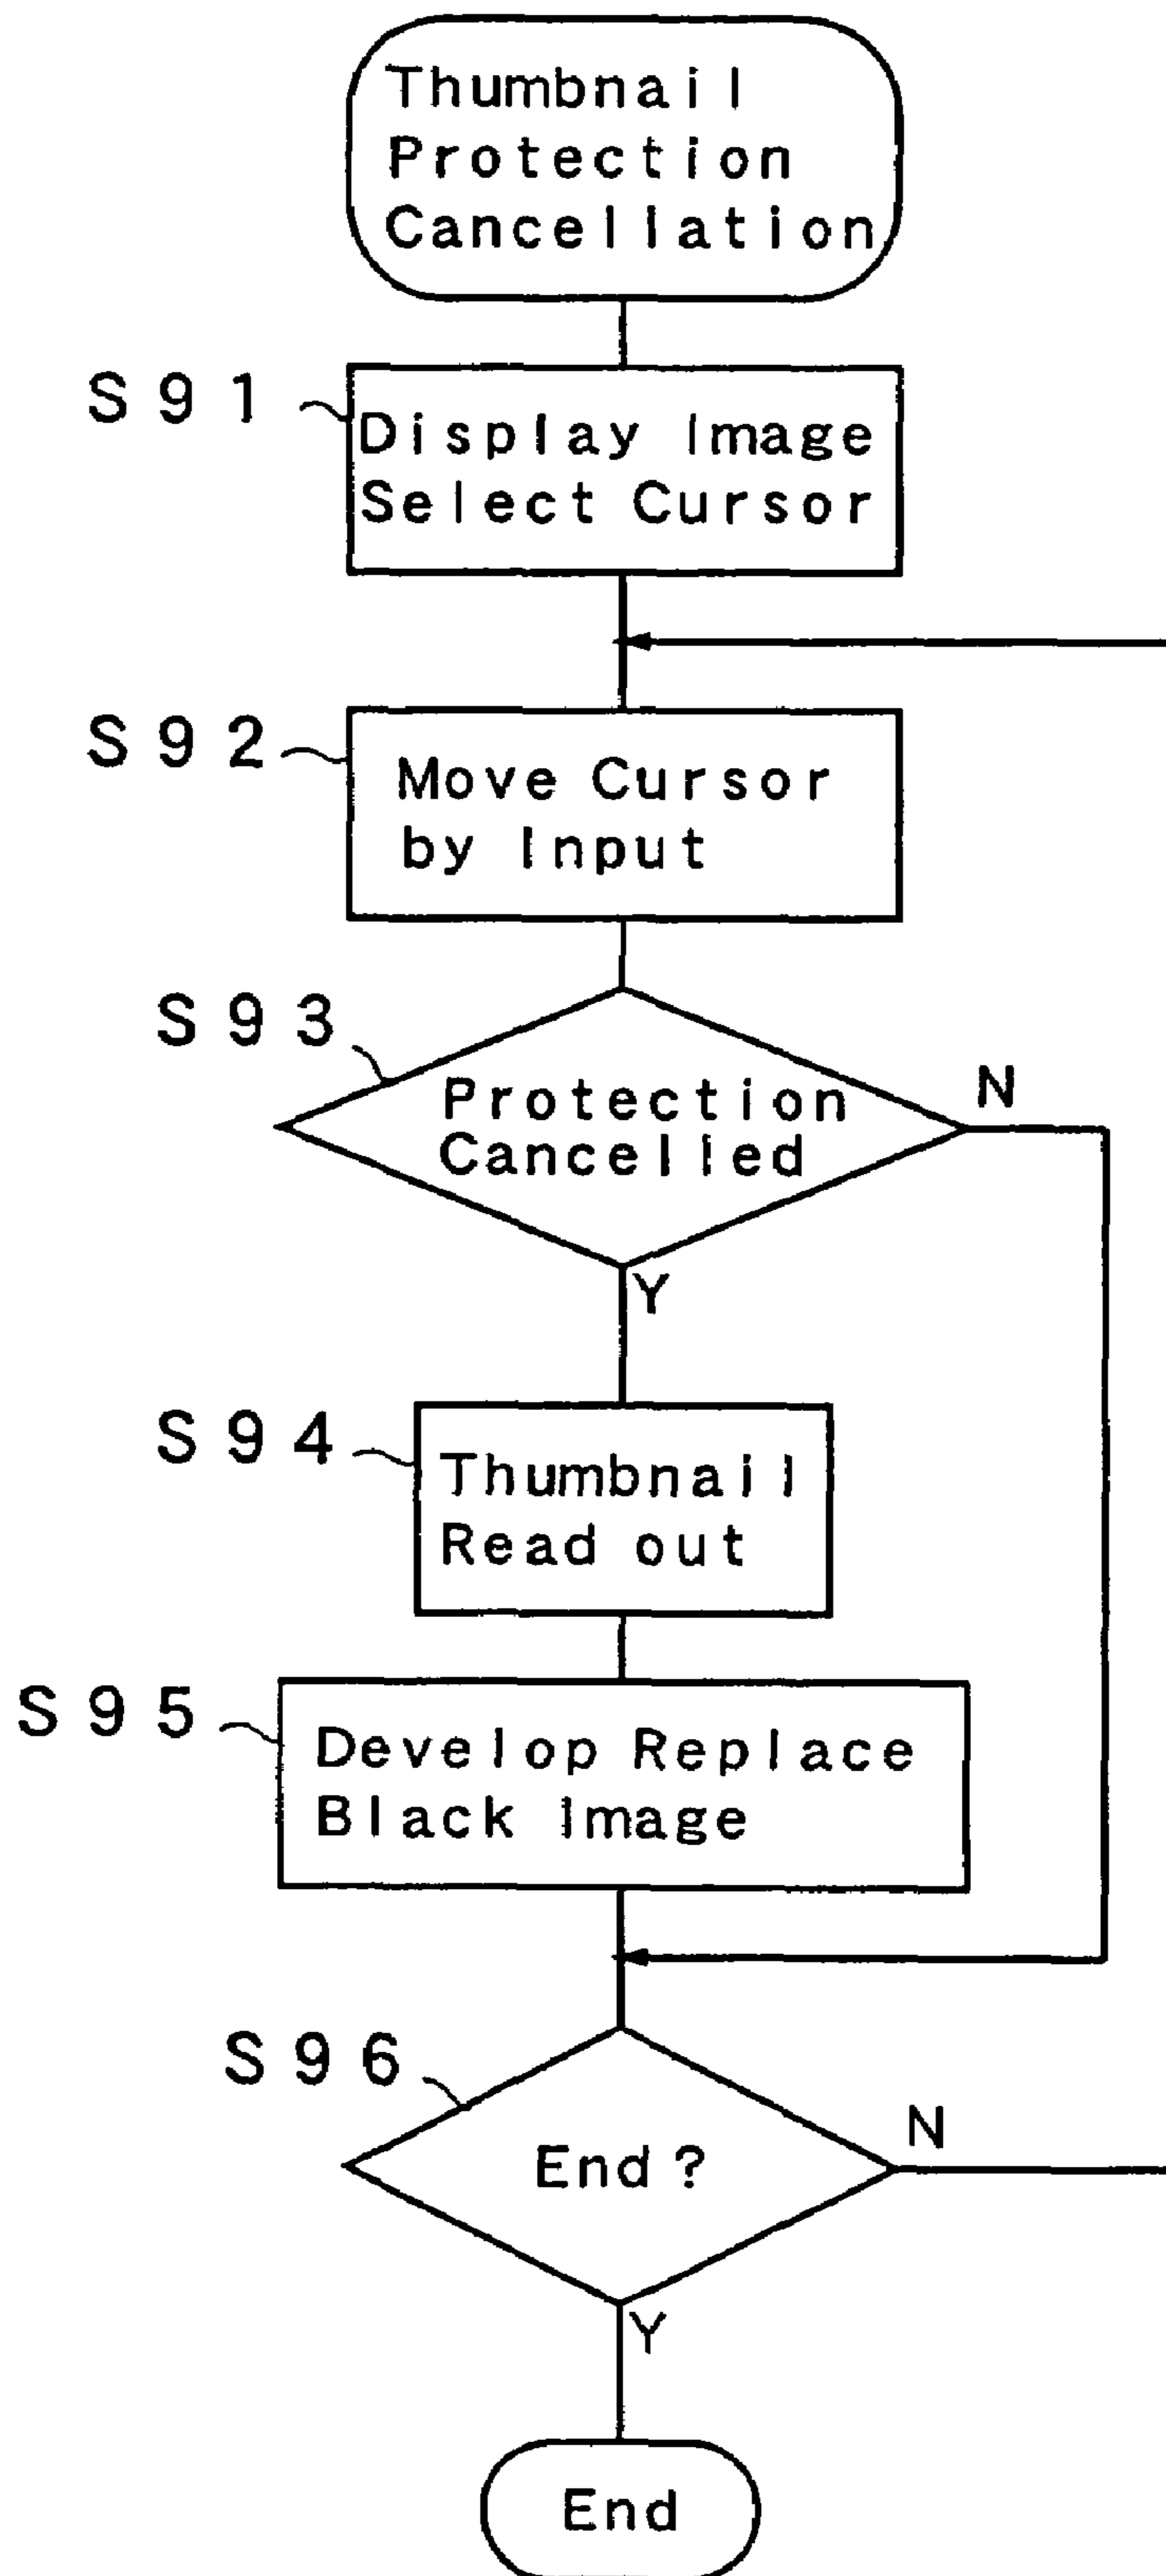 Thumbnail
Protection
Cancellation
S91
Display Image
Select Cursor
S92
Move Cursor
by Input
S93
Protection
Cancelled
N
Y
S94
Thumbnail
Read out
S95
Develop Replace
Black Image
S96
End?
N
Y
End